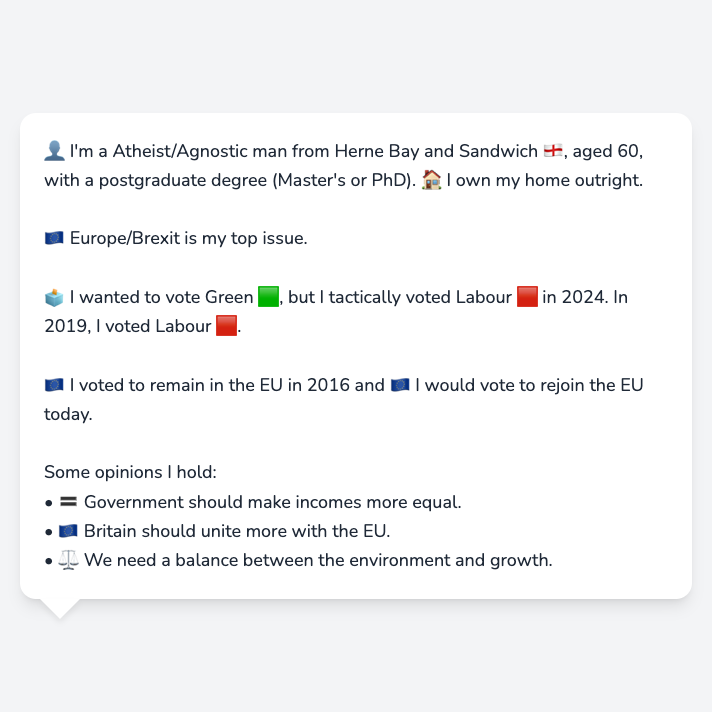 👤 I'm a Atheist/Agnostic man from Herne Bay and Sandwich 🏴󠁧󠁢󠁥󠁮󠁧󠁿, aged 60,
with a postgraduate degree (Master's or PhD). 🏠 I own my home outright.
🇪🇺 Europe/Brexit is my top issue.
🗳️ I wanted to vote Green 🟩, but I tactically voted Labour 🟥 in 2024. In
2019, I voted Labour 🟥.
🇪🇺 I voted to remain in the EU in 2016 and 🇪🇺 I would vote to rejoin the EU
today.
Some opinions I hold:
• 🟰 Government should make incomes more equal.
• 🇪🇺 Britain should unite more with the EU.
• ⚖️ We need a balance between the environment and growth.